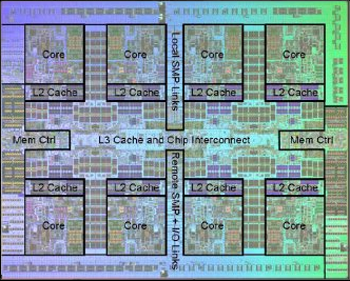 Core
Core
Core
Core
L2 Cache
L2 Cache
L2 Cache
L2 Cache
Local SMP Links
Mem Ctrl
L3 Cache and Chip Interconnect
Mem Ctrl
Remote SMP + I/O Links
L2 Cache
L2 Cache
L2 Cache
L2 Cache
Core
Core
Core
Core